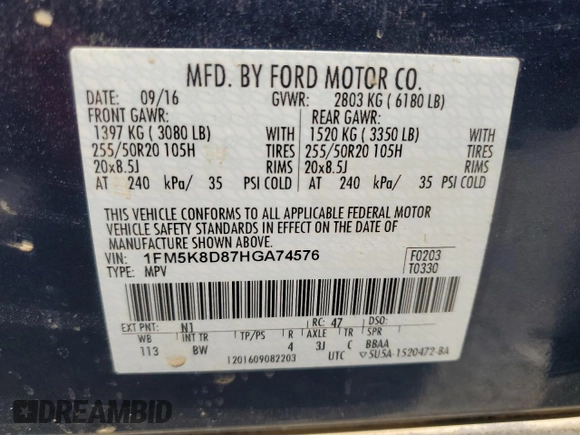 MFD. BY FORD MOTOR CO.
DATE: 09/16 GVWR: 2803 KG ( 6180 LB)
FRONT GAWR: REAR GAWR:
1397 KG ( 3080 LB) WITH 1520 KG ( 3350 LB) WITH
255/50R20 105H TIRES 255/50R20 105H TIRES
20x8.5J RIMS 20x8.5J RIMS
AT 240 kPa/ 35 PSI COLD AT 240 kPa/ 35 PSI COLD
THIS VEHICLE CONFORMS TO ALL APPLICABLE FEDERAL MOTOR
VEHICLE SAFETY STANDARDS IN EFFECT ON THE DATE OF
MANUFACTURE SHOWN ABOVE.
VIN: 1FM5K8D87HGA74576 F0203
TYPE: MPV T0330
EXT PNT: N1 RC: 47 DSO:
WB INT TR TP/PS R AXLE TR SPR
113 BW 4 3J C BBAA
1201609082203 UTC 5U5A-1520472-BA
DREAMBID